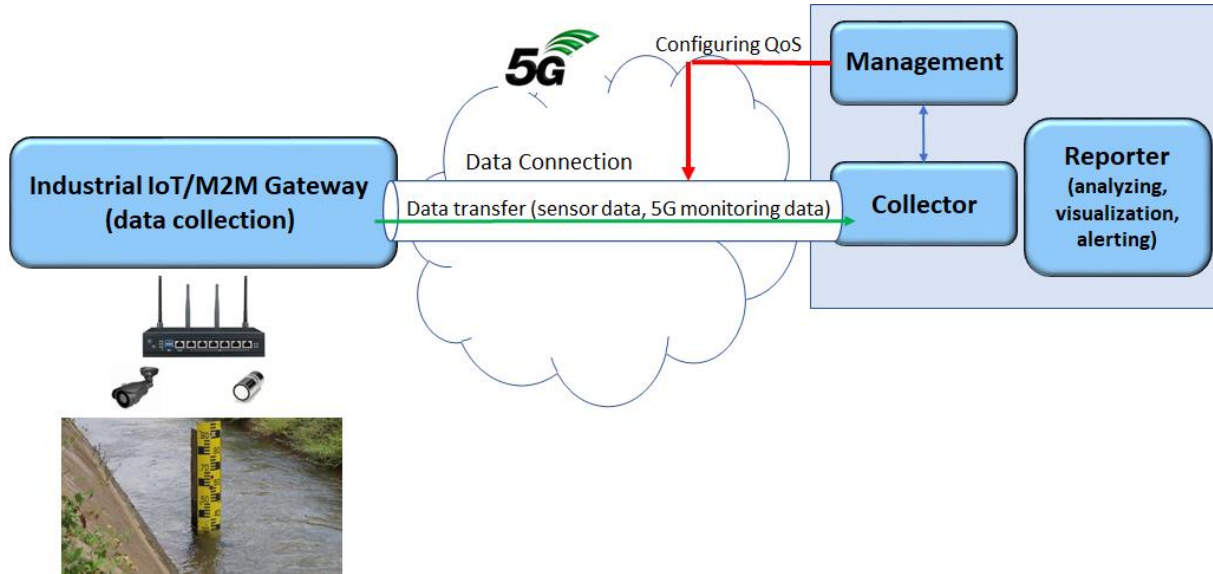 5G
Configuring QoS
Management
Data Connection
Industrial IoT/M2M Gateway
(data collection)
Data transfer (sensor data, 5G monitoring data)
Collector
Reporter
(analyzing,
visualization,
alerting)